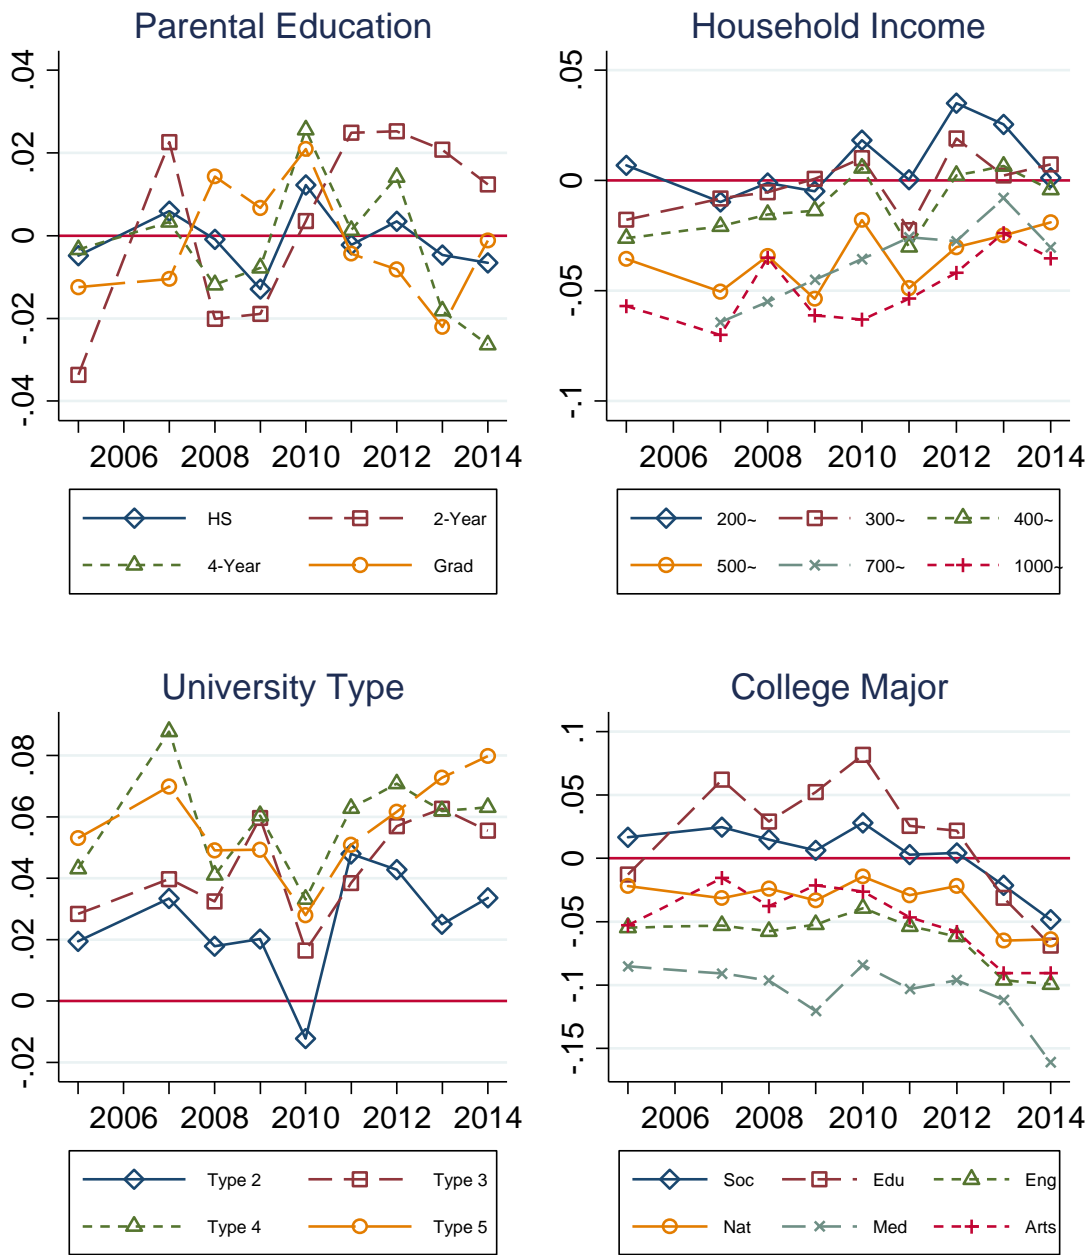 Parental Education
.04
.02
0
-.02
-.04
2006 2008 2010 2012 2014
HS 2-Year
4-Year Grad
Household Income
.05
0
-.05
-.1
2006 2008 2010 2012 2014
200~ 300~ 400~
500~ 700~ 1000~
University Type
.08
.06
.04
.02
0
-.02
2006 2008 2010 2012 2014
Type 2 Type 3
Type 4 Type 5
College Major
.1
.05
0
-.05
-.1
-.15
2006 2008 2010 2012 2014
Soc Edu Eng
Nat Med Arts